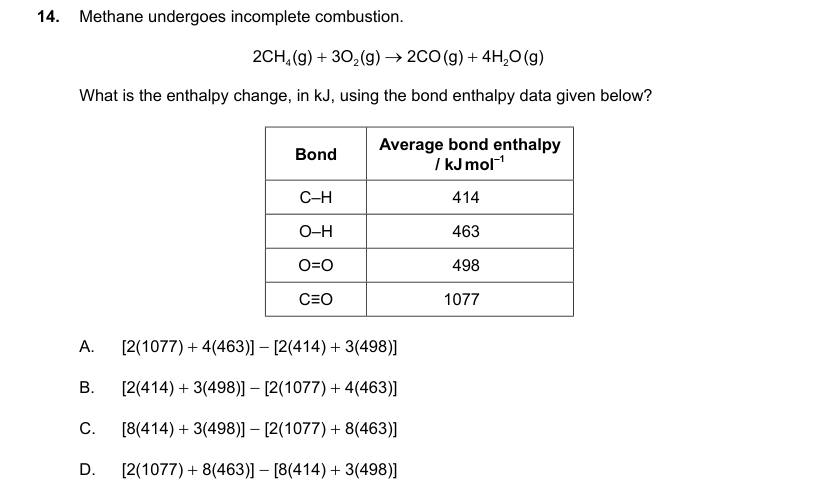 14. Methane undergoes incomplete combustion.
2CH₄(g) + 3O₂(g) → 2CO(g) + 4H₂O(g)
What is the enthalpy change, in kJ, using the bond enthalpy data given below?
Bond Average bond enthalpy
/ kJ mol⁻¹
C–H 414
O–H 463
O=O 498
C≡O 1077
A. [2(1077) + 4(463)] – [2(414) + 3(498)]
B. [2(414) + 3(498)] – [2(1077) + 4(463)]
C. [8(414) + 3(498)] – [2(1077) + 8(463)]
D. [2(1077) + 8(463)] – [8(414) + 3(498)]